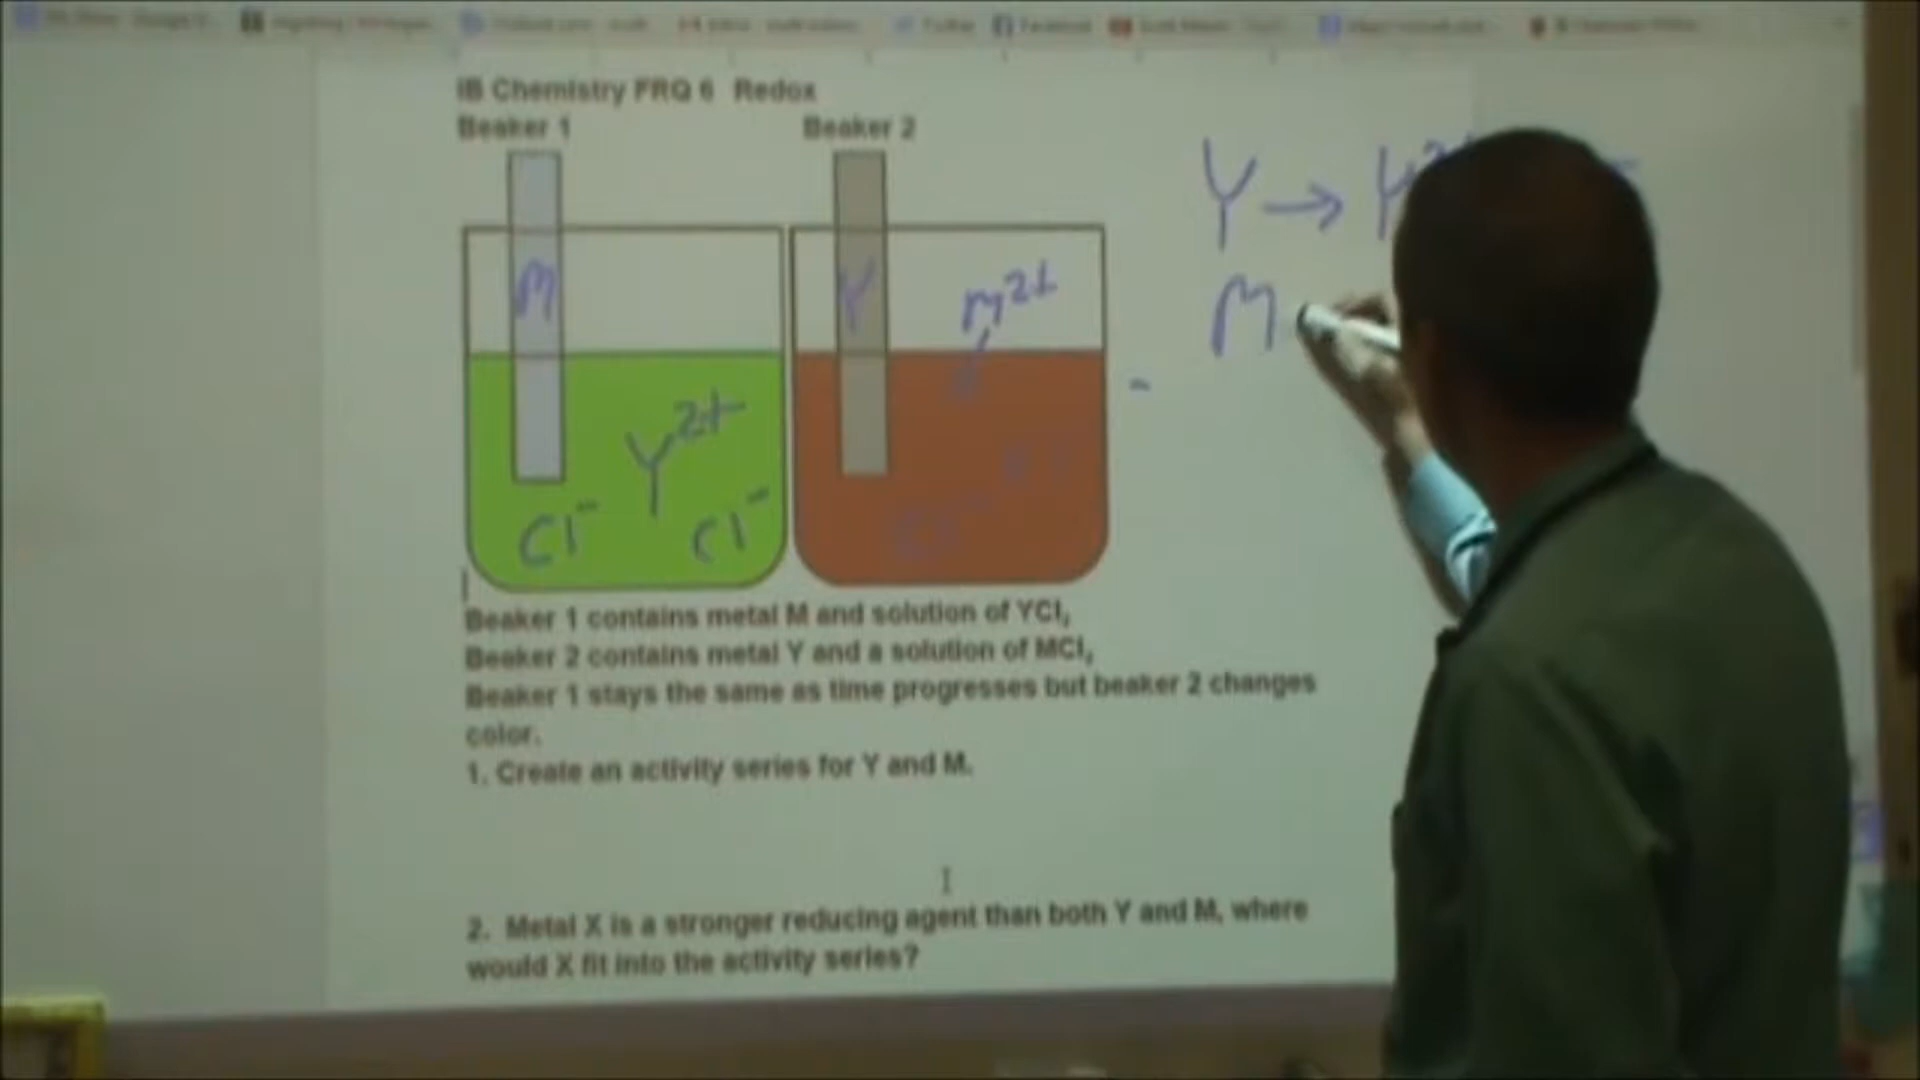 Twitter Facebook
IB Chemistry FRQ 6 Redox
Beaker 1 Beaker 2
Y → Y
M
M Y M2+
Y2+
Cl- Cl-
Beaker 1 contains metal M and solution of YCl₂
Beaker 2 contains metal Y and a solution of MCl₂
Beaker 1 stays the same as time progresses but beaker 2 changes
color.
1. Create an activity series for Y and M.
2. Metal X is a stronger reducing agent than both Y and M, where
would X fit into the activity series?